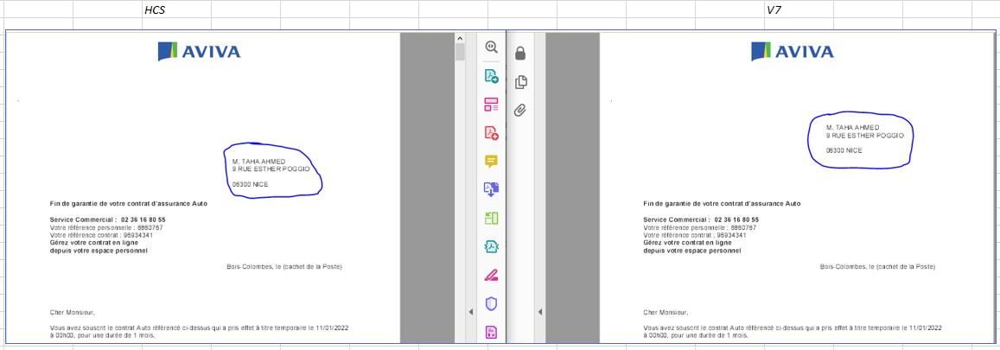 HCS
V7
AVIVA
M. TAHA AHMED
9 RUE ESTHER POGGIO
06300 NICE
Fin de garantie de votre contrat d'assurance Auto
Service Commercial : 02 36 16 80 55
Votre référence personnelle : 6860767
Votre référence contrat : 96934341
Gérez votre contrat en ligne
depuis votre espace personnel
Bois-Colombes, le (cachet de la Poste)
Cher Monsieur,
Vous avez souscrit le contrat Auto référencé ci-dessus qui a pris effet à titre temporaire le 11/01/2022
à 00h00, pour une durée de 1 mois.
AVIVA
M. TAHA AHMED
9 RUE ESTHER POGGIO
06300 NICE
Fin de garantie de votre contrat d'assurance Auto
Service Commercial : 02 36 16 80 55
Votre référence personnelle : 6860767
Votre référence contrat : 96934341
Gérez votre contrat en ligne
depuis votre espace personnel
Bois-Colombes, le (cachet de la Poste)
Cher Monsieur,
Vous avez souscrit le contrat Auto référencé ci-dessus qui a pris effet à titre temporaire le 11/01/2022
à 00h00, pour une durée de 1 mois.